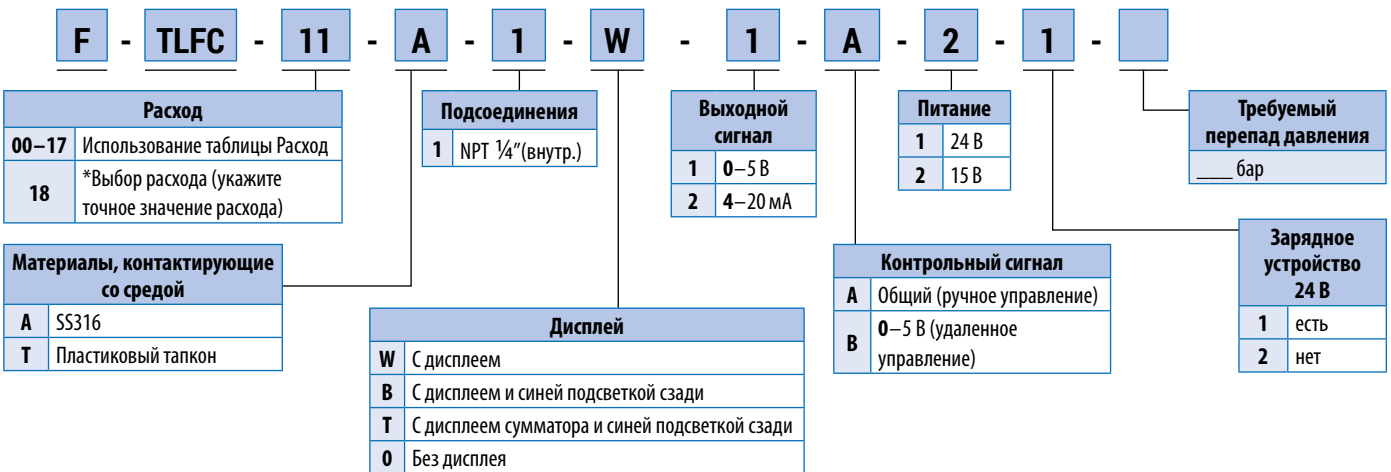 F - TLFC - 11 - A - 1 - W - 1 - A - 2 - 1 -
Расход
00–17 Использование таблицы Расход
18 *Выбор расхода (укажите
точное значение расхода)
Материалы, контактирующие
со средой
A SS316
T Пластиковый тапкон
Подсоединения
1 NPT ¼″(внутр.)
Дисплей
W С дисплеем
B С дисплеем и синей подсветкой сзади
T С дисплеем сумматора и синей подсветкой сзади
0 Без дисплея
Выходной
сигнал
1 0–5 В
2 4–20 мА
Контрольный сигнал
A Общий (ручное управление)
B 0–5 В (удаленное
управление)
Питание
1 24 В
2 15 В
Зарядное
устройство
24 В
1 есть
2 нет
Требуемый
перепад давления
___ бар